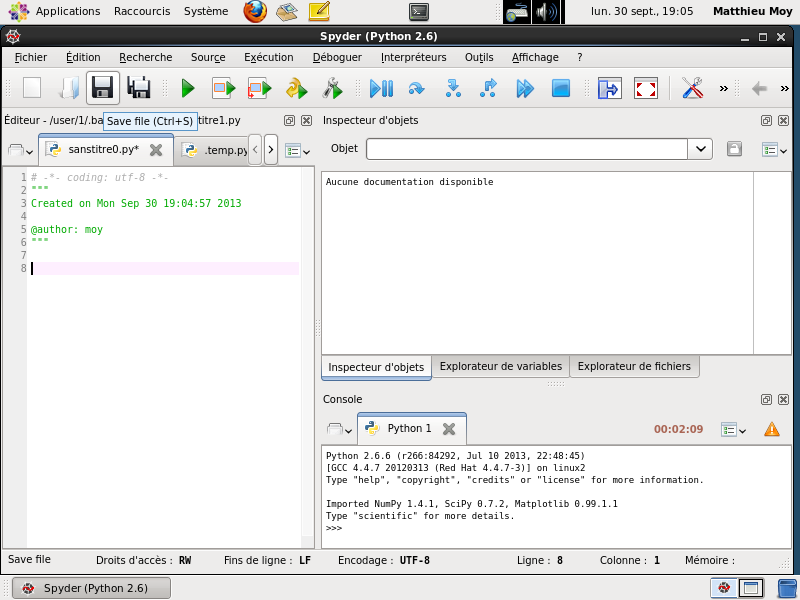 Applications Raccourcis Système lun. 30 sept., 19:05 Matthieu Moy
Spyder (Python 2.6)
Fichier Édition Recherche Source Exécution Déboguer Interpréteurs Outils Affichage ?
Éditeur - /user/1/.ba titre1.py
Save file (Ctrl+S)
sanstitre0.py* .temp.py
1 # -*- coding: utf-8 -*-
2 """
3 Created on Mon Sep 30 19:04:57 2013
4
5 @author: moy
6 """
7
8
Inspecteur d'objets
Objet
Aucune documentation disponible
Inspecteur d'objets Explorateur de variables Explorateur de fichiers
Console
Python 1 00:02:09
Python 2.6.6 (r266:84292, Jul 10 2013, 22:48:45)
[GCC 4.4.7 20120313 (Red Hat 4.4.7-3)] on linux2
Type "help", "copyright", "credits" or "license" for more information.
Imported NumPy 1.4.1, SciPy 0.7.2, Matplotlib 0.99.1.1
Type "scientific" for more details.
>>>
Save file Droits d'accès : RW Fins de ligne : LF Encodage : UTF-8 Ligne : 8 Colonne : 1 Mémoire :
Spyder (Python 2.6)